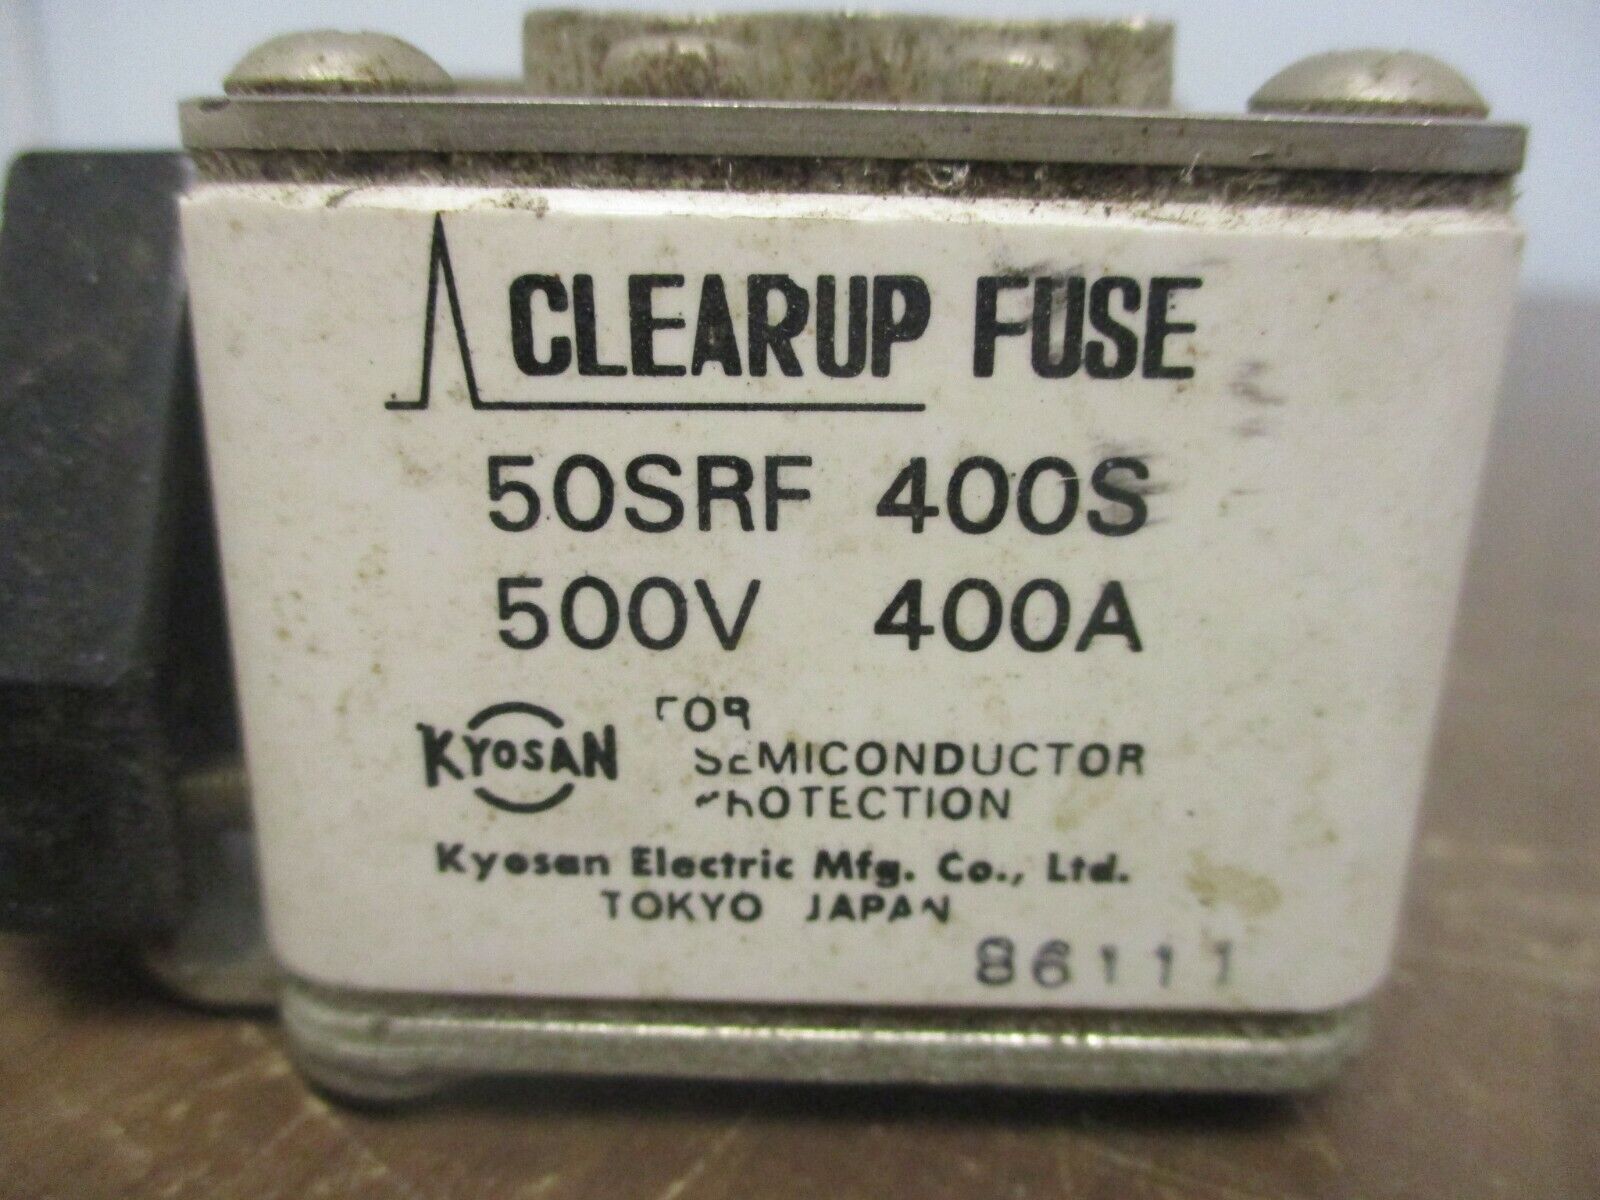 CLEARUP FUSE
50SRF 400S
500V 400A
KYOSAN
FOR
SEMICONDUCTOR
PROTECTION
Kyosan Electric Mfg. Co., Ltd.
TOKYO JAPAN
86111